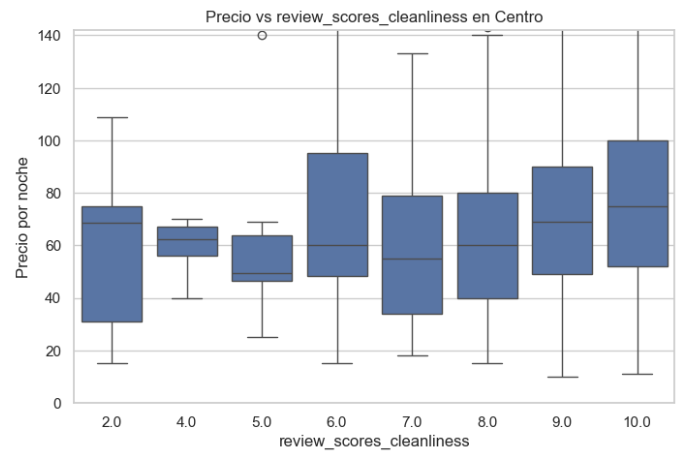 Precio vs review_scores_cleanliness en Centro
140
120
100
80
60
40
20
0
Precio por noche
2.0 4.0 5.0 6.0 7.0 8.0 9.0 10.0
review_scores_cleanliness